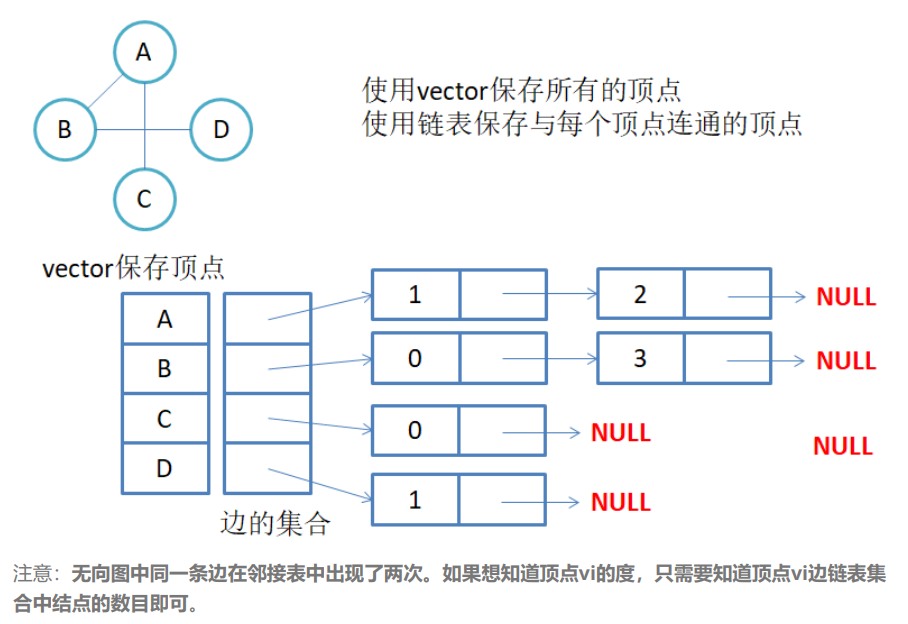 A
B
D
C
使用vector保存所有的顶点
使用链表保存与每个顶点连通的顶点
vector保存顶点
A
1
2
NULL
B
0
3
NULL
C
0
NULL
NULL
D
1
NULL
边的集合
注意：无向图中同一条边在邻接表中出现了两次。如果想知道顶点vi的度，只需要知道顶点vi边链表集
合中结点的数目即可。